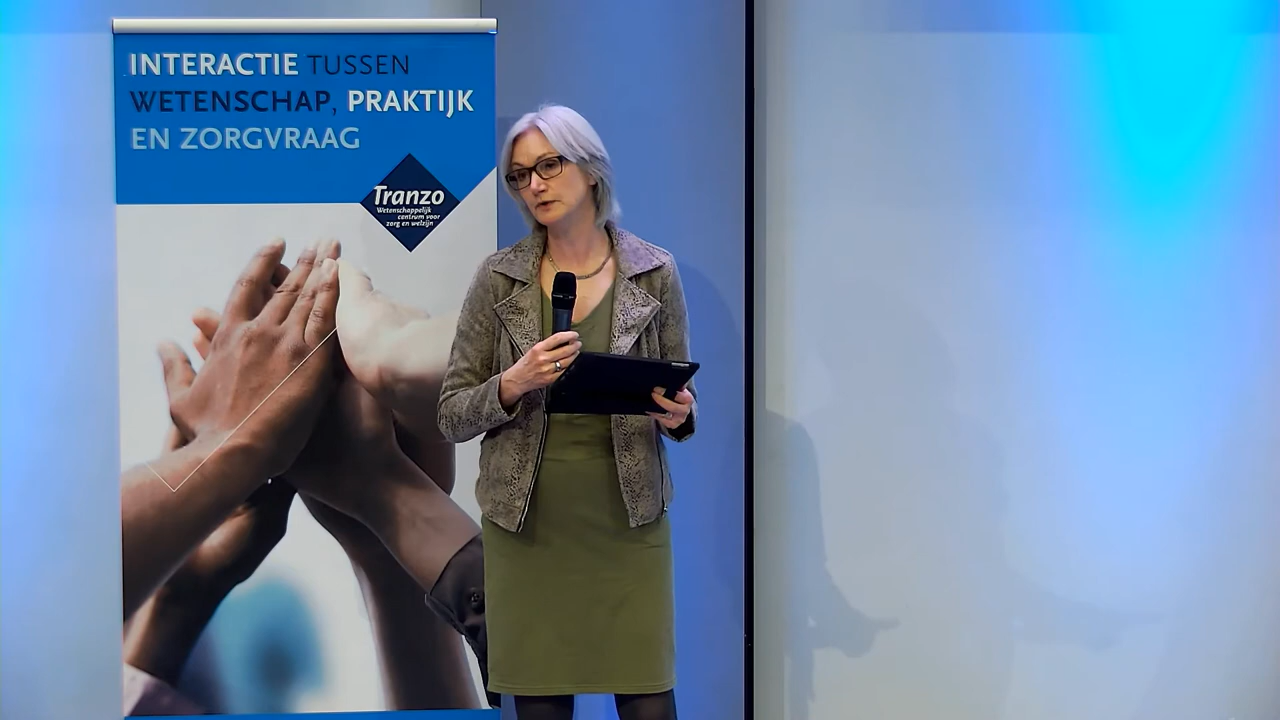 INTERACTIE TUSSEN
WETENSCHAP, PRAKTIJK
EN ZORGVRAAG
Tranzo
Wetenschappelijk
centrum voor
zorg en welzijn